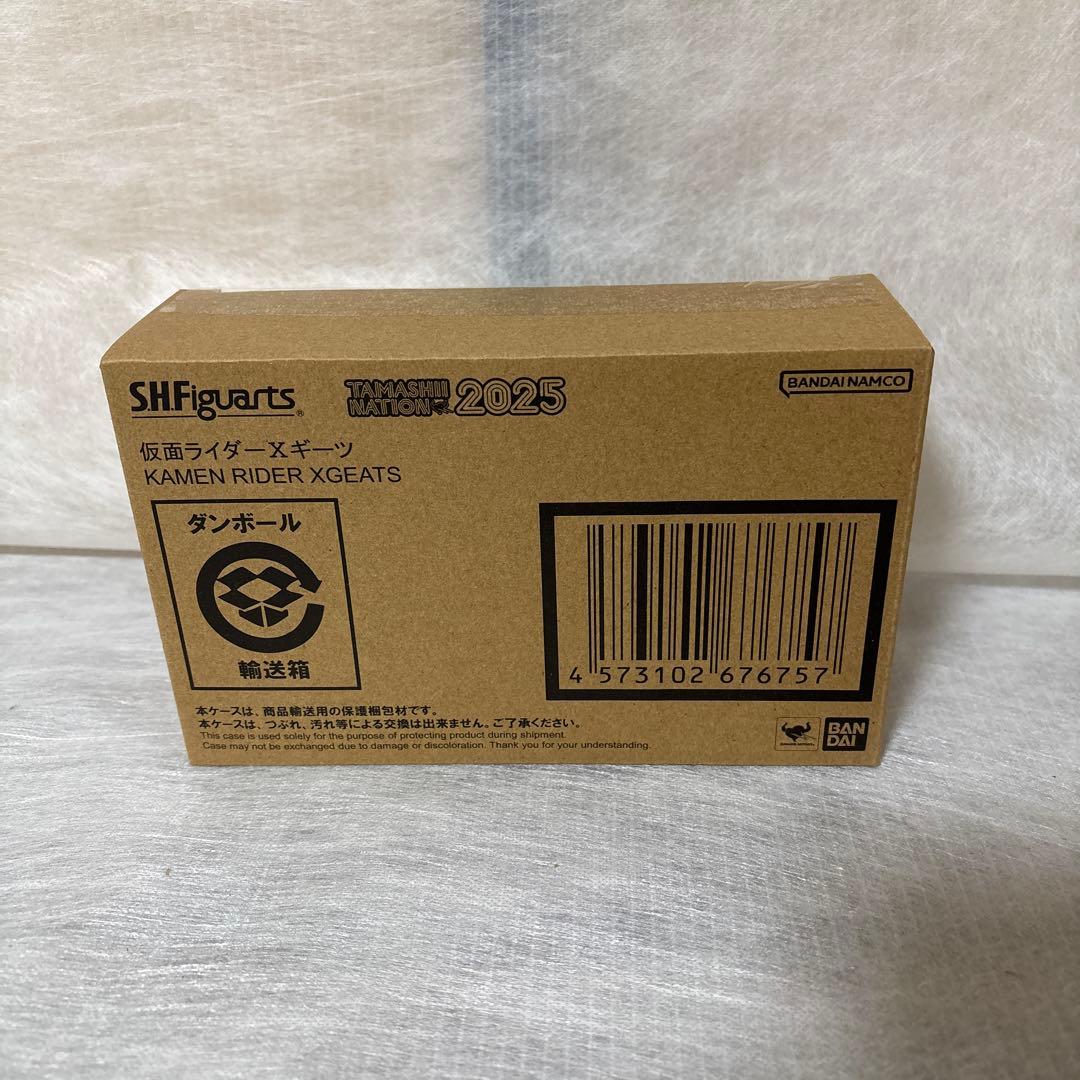 S.H.Figuarts®
TAMASHII NATION 2025
BANDAI NAMCO
仮面ライダーXギーツ
KAMEN RIDER XGEATS
ダンボール
輸送箱
4 573102 676757
本ケースは、商品輸送用の保護梱包材です。
本ケースは、つぶれ、汚れ等による交換は出来ません。ご了承ください。
This case is used solely for the purpose of protecting product during shipment.
Case may not be exchanged due to damage or discoloration. Thank you for your understanding.
BAN
DAI